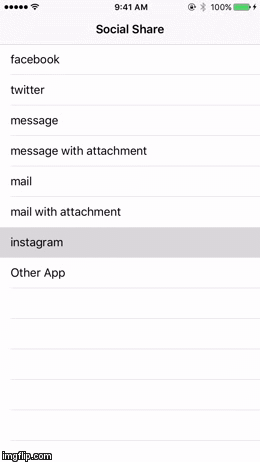 9:41 AM 100%
Social Share
facebook
twitter
message
message with attachment
mail
mail with attachment
instagram
Other App
imgflip.com